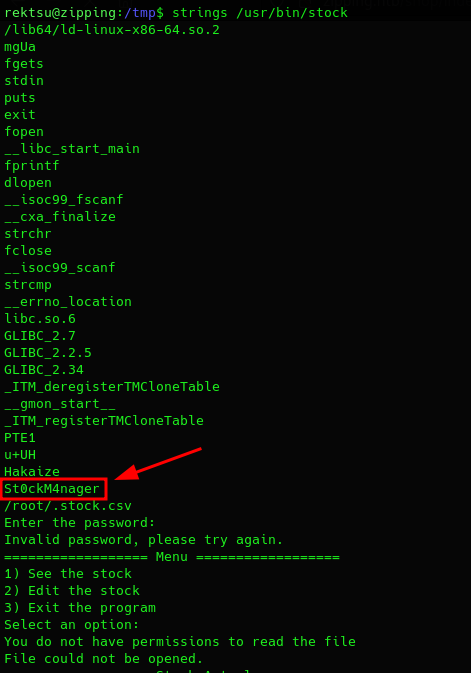 rektsu@zipping:/tmp$ strings /usr/bin/stock
/lib64/ld-linux-x86-64.so.2
mgUa
fgets
stdin
puts
exit
fopen
__libc_start_main
fprintf
dlopen
__isoc99_fscanf
__cxa_finalize
strchr
fclose
__isoc99_scanf
strcmp
__errno_location
libc.so.6
GLIBC_2.7
GLIBC_2.2.5
GLIBC_2.34
_ITM_deregisterTMCloneTable
__gmon_start__
_ITM_registerTMCloneTable
PTE1
u+UH
Hakaize
St0ckM4nager
/root/.stock.csv
Enter the password:
Invalid password, please try again.
================== Menu ==================
1) See the stock
2) Edit the stock
3) Exit the program
Select an option:
You do not have permissions to read the file
File could not be opened.